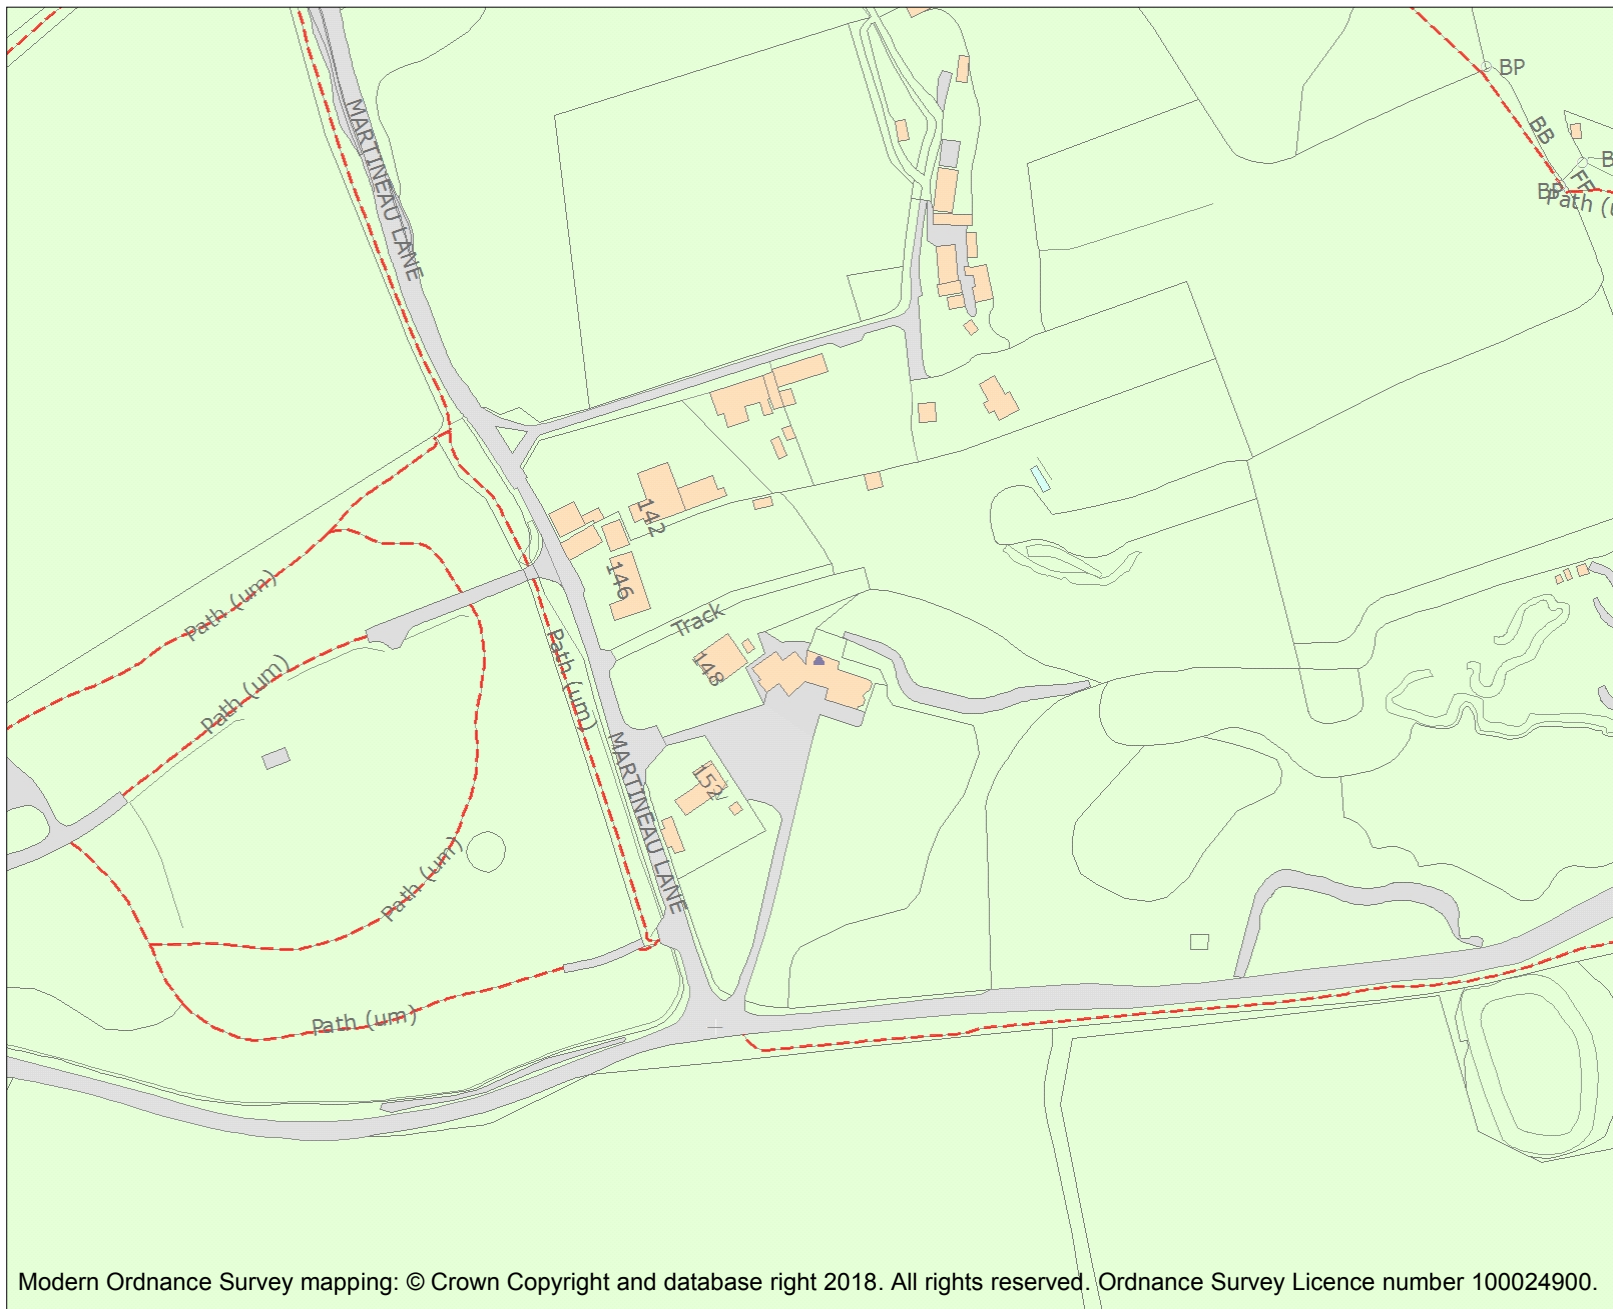 BP
MARTINEAU LANE
BB
B
FF
BP
Path (u
142
146
Path (um)
Track
Path (um)
148
Path (um)
MARTINEAU LANE
152
Path (um)
Path (um)
Modern Ordnance Survey mapping: © Crown Copyright and database right 2018. All rights reserved. Ordnance Survey Licence number 100024900.